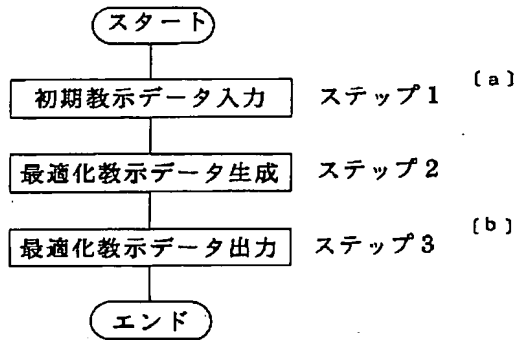 スタート
初期教示データ入力 ステップ1 [a]
最適化教示データ生成 ステップ2
最適化教示データ出力 ステップ3 [b]
エンド